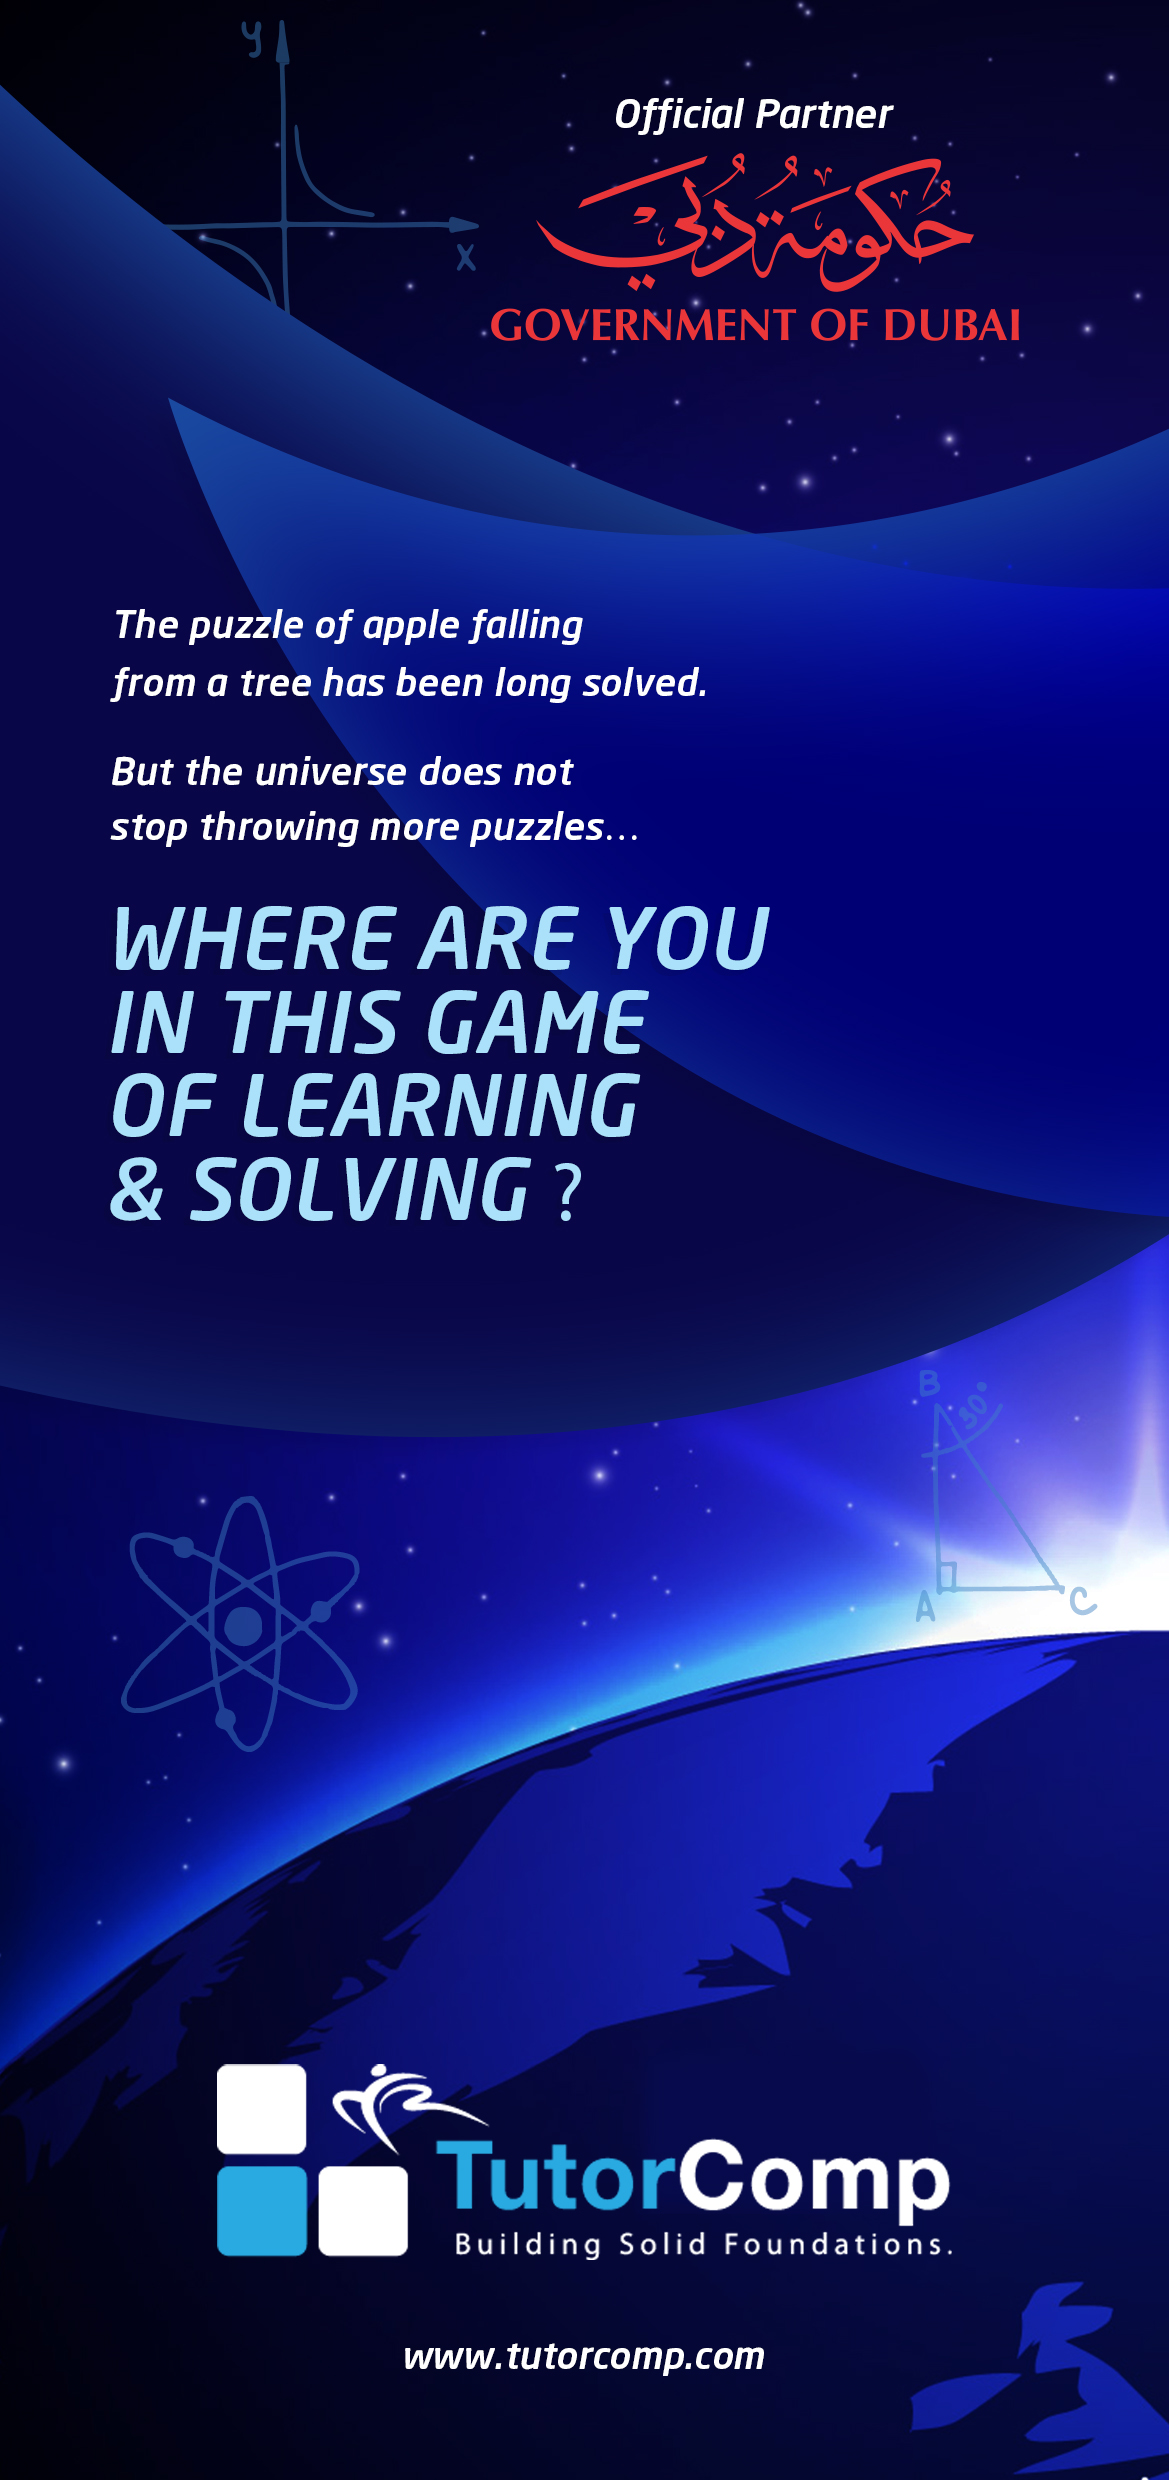 y
x
Official Partner
حكومة دبي
GOVERNMENT OF DUBAI
The puzzle of apple falling
from a tree has been long solved.
But the universe does not
stop throwing more puzzles...
WHERE ARE YOU
IN THIS GAME
OF LEARNING
& SOLVING ?
B
30°
A
C
TutorComp
Building Solid Foundations.
www.tutorcomp.com